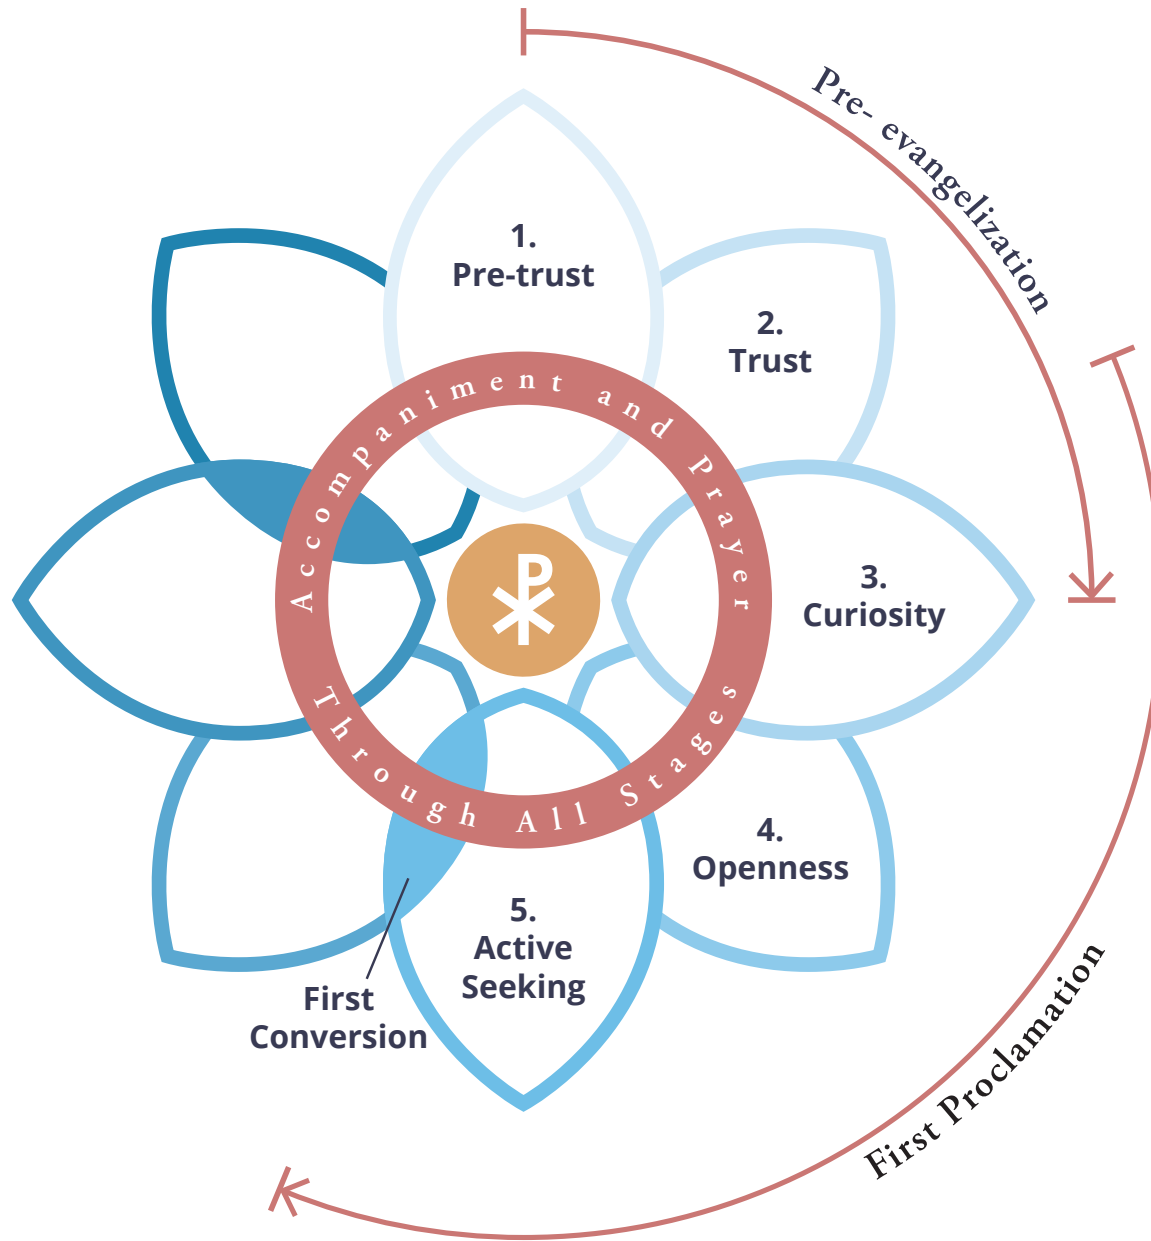 Pre- evangelization
1.
Pre-trust
2.
Trust
Accompaniment and Prayer
Through All Stages
3.
Curiosity
4.
Openness
5.
Active
Seeking
First
Conversion
First Proclamation